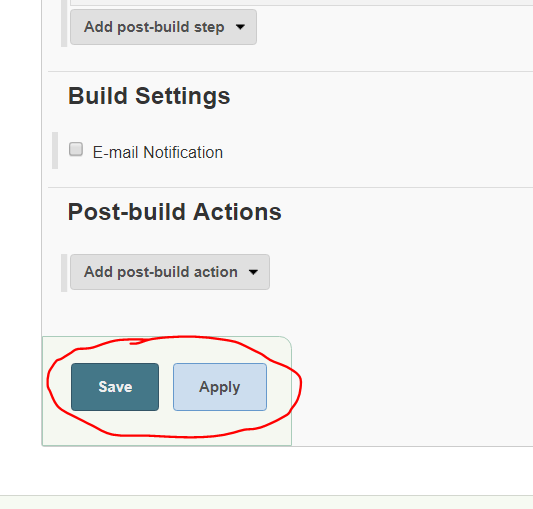 Add post-build step
Build Settings
E-mail Notification
Post-build Actions
Add post-build action
Save Apply